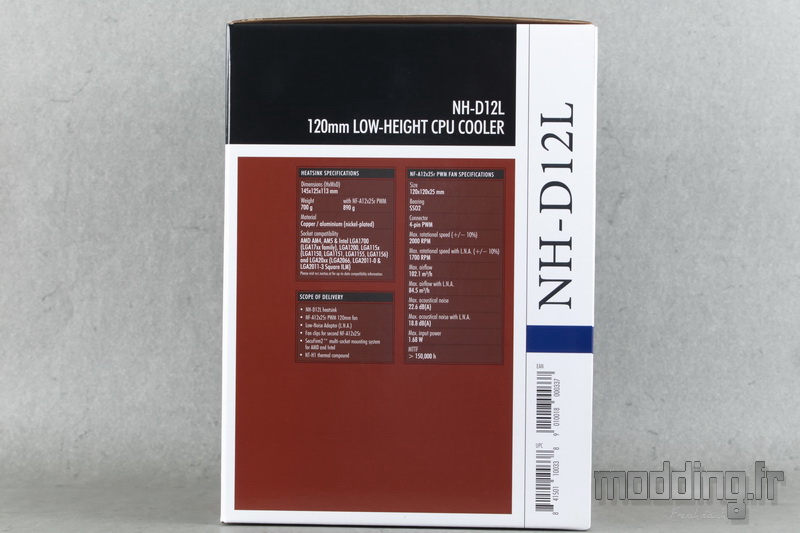 NH-D12L
120mm LOW-HEIGHT CPU COOLER
HEATSINK SPECIFICATIONS
Dimensions (HxWxD)
145x125x113 mm
Weight with NF-A12x25r PWM
700 g 890 g
Material
Copper / aluminium (nickel-plated)
Socket compatibility
AMD AM4, AM5 & Intel LGA1700
(LGA17xx family), LGA1200, LGA115x
(LGA1150, LGA1151, LGA1155, LGA1156)
and LGA20xx (LGA2066, LGA2011-0 &
LGA2011-3 Square ILM)
SCOPE OF DELIVERY
• NH-D12L heatsink
• NF-A12x25r PWM 120mm fan
• Low-Noise Adaptor (L.N.A.)
• Fan clips for second NF-A12x25r
• SecuFirm2™ multi-socket mounting system
for AMD and Intel
• NT-H1 thermal compound
NF-A12x25r PWM FAN SPECIFICATIONS
Size
120x120x25 mm
Bearing
SSO2
Connector
4-pin PWM
Max. rotational speed (+/- 10%)
2000 RPM
Max. rotational speed with L.N.A. (+/- 10%)
1700 RPM
Max. airflow
102.1 m³/h
Max. airflow with L.N.A.
84.5 m³/h
Max. acoustical noise
22.6 dB(A)
Max. acoustical noise with L.N.A.
18.8 dB(A)
Max. input power
1.68 W
MTTF
> 150,000 h
NH-D12L
EAN
9 010018 000337
UPC
8 41501 10033 8
modding.fr